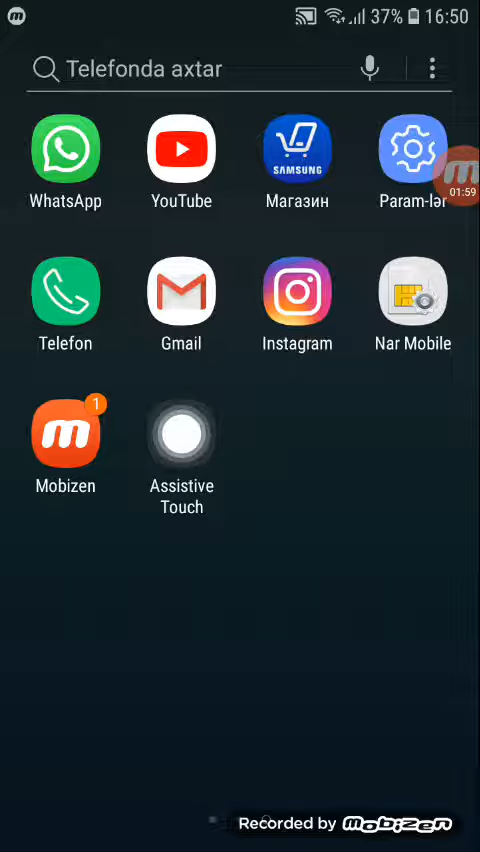 37% 16:50
Telefonda axtar
SAMSUNG
01:59
WhatsApp
YouTube
Магазин
Param-lər
Telefon
Gmail
Instagram
Nar Mobile
1
Mobizen
Assistive
Touch
Recorded by mobizen